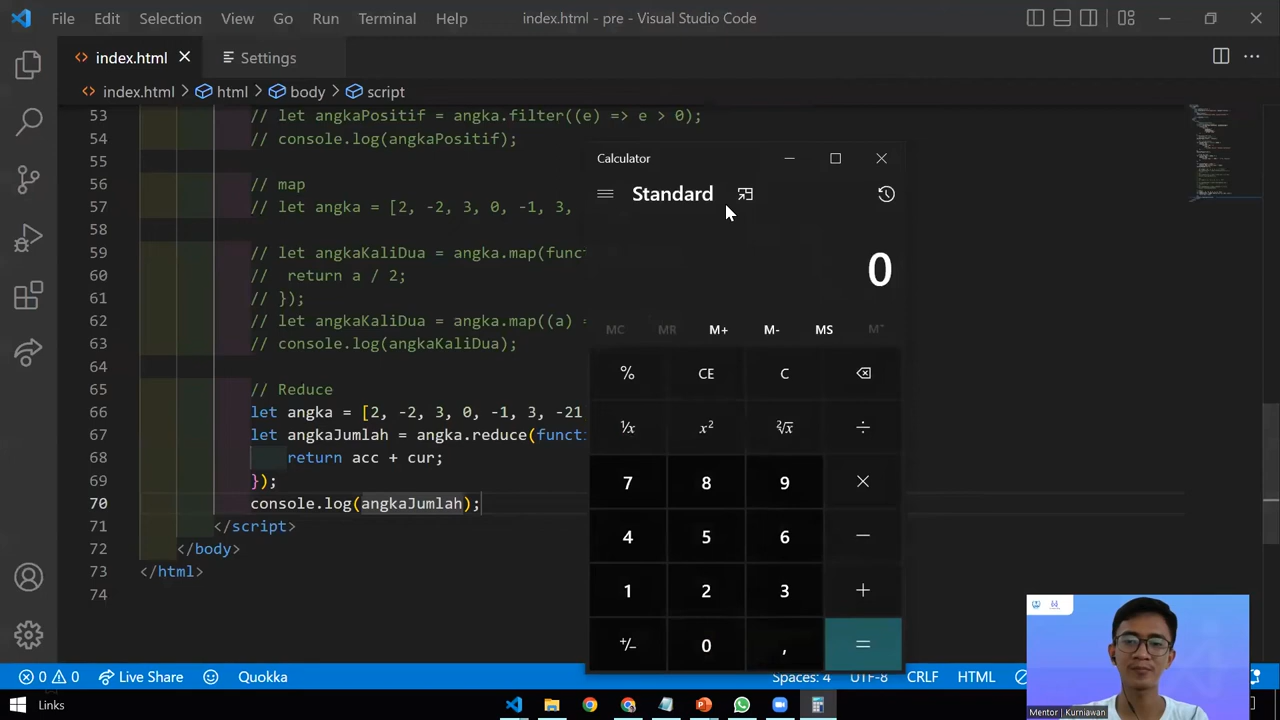 File Edit Selection View Go Run Terminal Help
index.html - pre - Visual Studio Code
index.html
Settings
index.html > html > body > script
53 // let angkaPositif = angka.filter((e) => e > 0);
54 // console.log(angkaPositif);
55
56 // map
57 // let angka = [2, -2, 3, 0, -1, 3,
58
59 // let angkaKaliDua = angka.map(func
60 // return a / 2;
61 // });
62 // let angkaKaliDua = angka.map((a) =
63 // console.log(angkaKaliDua);
64
65 // Reduce
66 let angka = [2, -2, 3, 0, -1, 3, -21
67 let angkaJumlah = angka.reduce(funct
68 return acc + cur;
69 });
70 console.log(angkaJumlah);
71 </script>
72 </body>
73 </html>
74
Calculator
Standard
0
MC MR M+ M- MS M˅
% CE C
⅟x x² ²√x ÷
7 8 9 ×
4 5 6 −
1 2 3 +
+/− 0 , =
0 0 Live Share Quokka Spaces: 4 UTF-8 CRLF HTML
Links
Mentor | Kurniawan